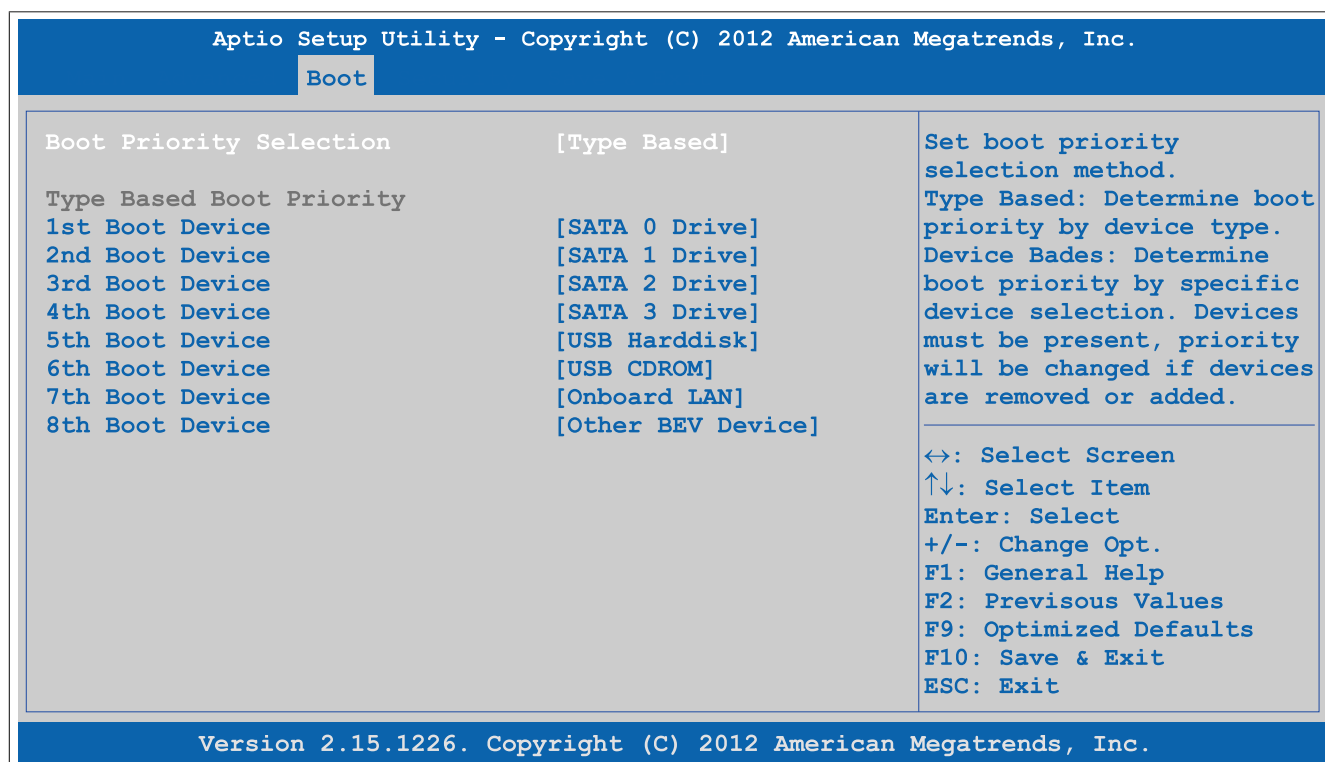 Aptio Setup Utility - Copyright (C) 2012 American Megatrends, Inc.
Boot
Boot Priority Selection [Type Based]
Type Based Boot Priority
1st Boot Device [SATA 0 Drive]
2nd Boot Device [SATA 1 Drive]
3rd Boot Device [SATA 2 Drive]
4th Boot Device [SATA 3 Drive]
5th Boot Device [USB Harddisk]
6th Boot Device [USB CDROM]
7th Boot Device [Onboard LAN]
8th Boot Device [Other BEV Device]
Set boot priority
selection method.
Type Based: Determine boot
priority by device type.
Device Bades: Determine
boot priority by specific
device selection. Devices
must be present, priority
will be changed if devices
are removed or added.
↔: Select Screen
↑↓: Select Item
Enter: Select
+/-: Change Opt.
F1: General Help
F2: Previsous Values
F9: Optimized Defaults
F10: Save & Exit
ESC: Exit
Version 2.15.1226. Copyright (C) 2012 American Megatrends, Inc.